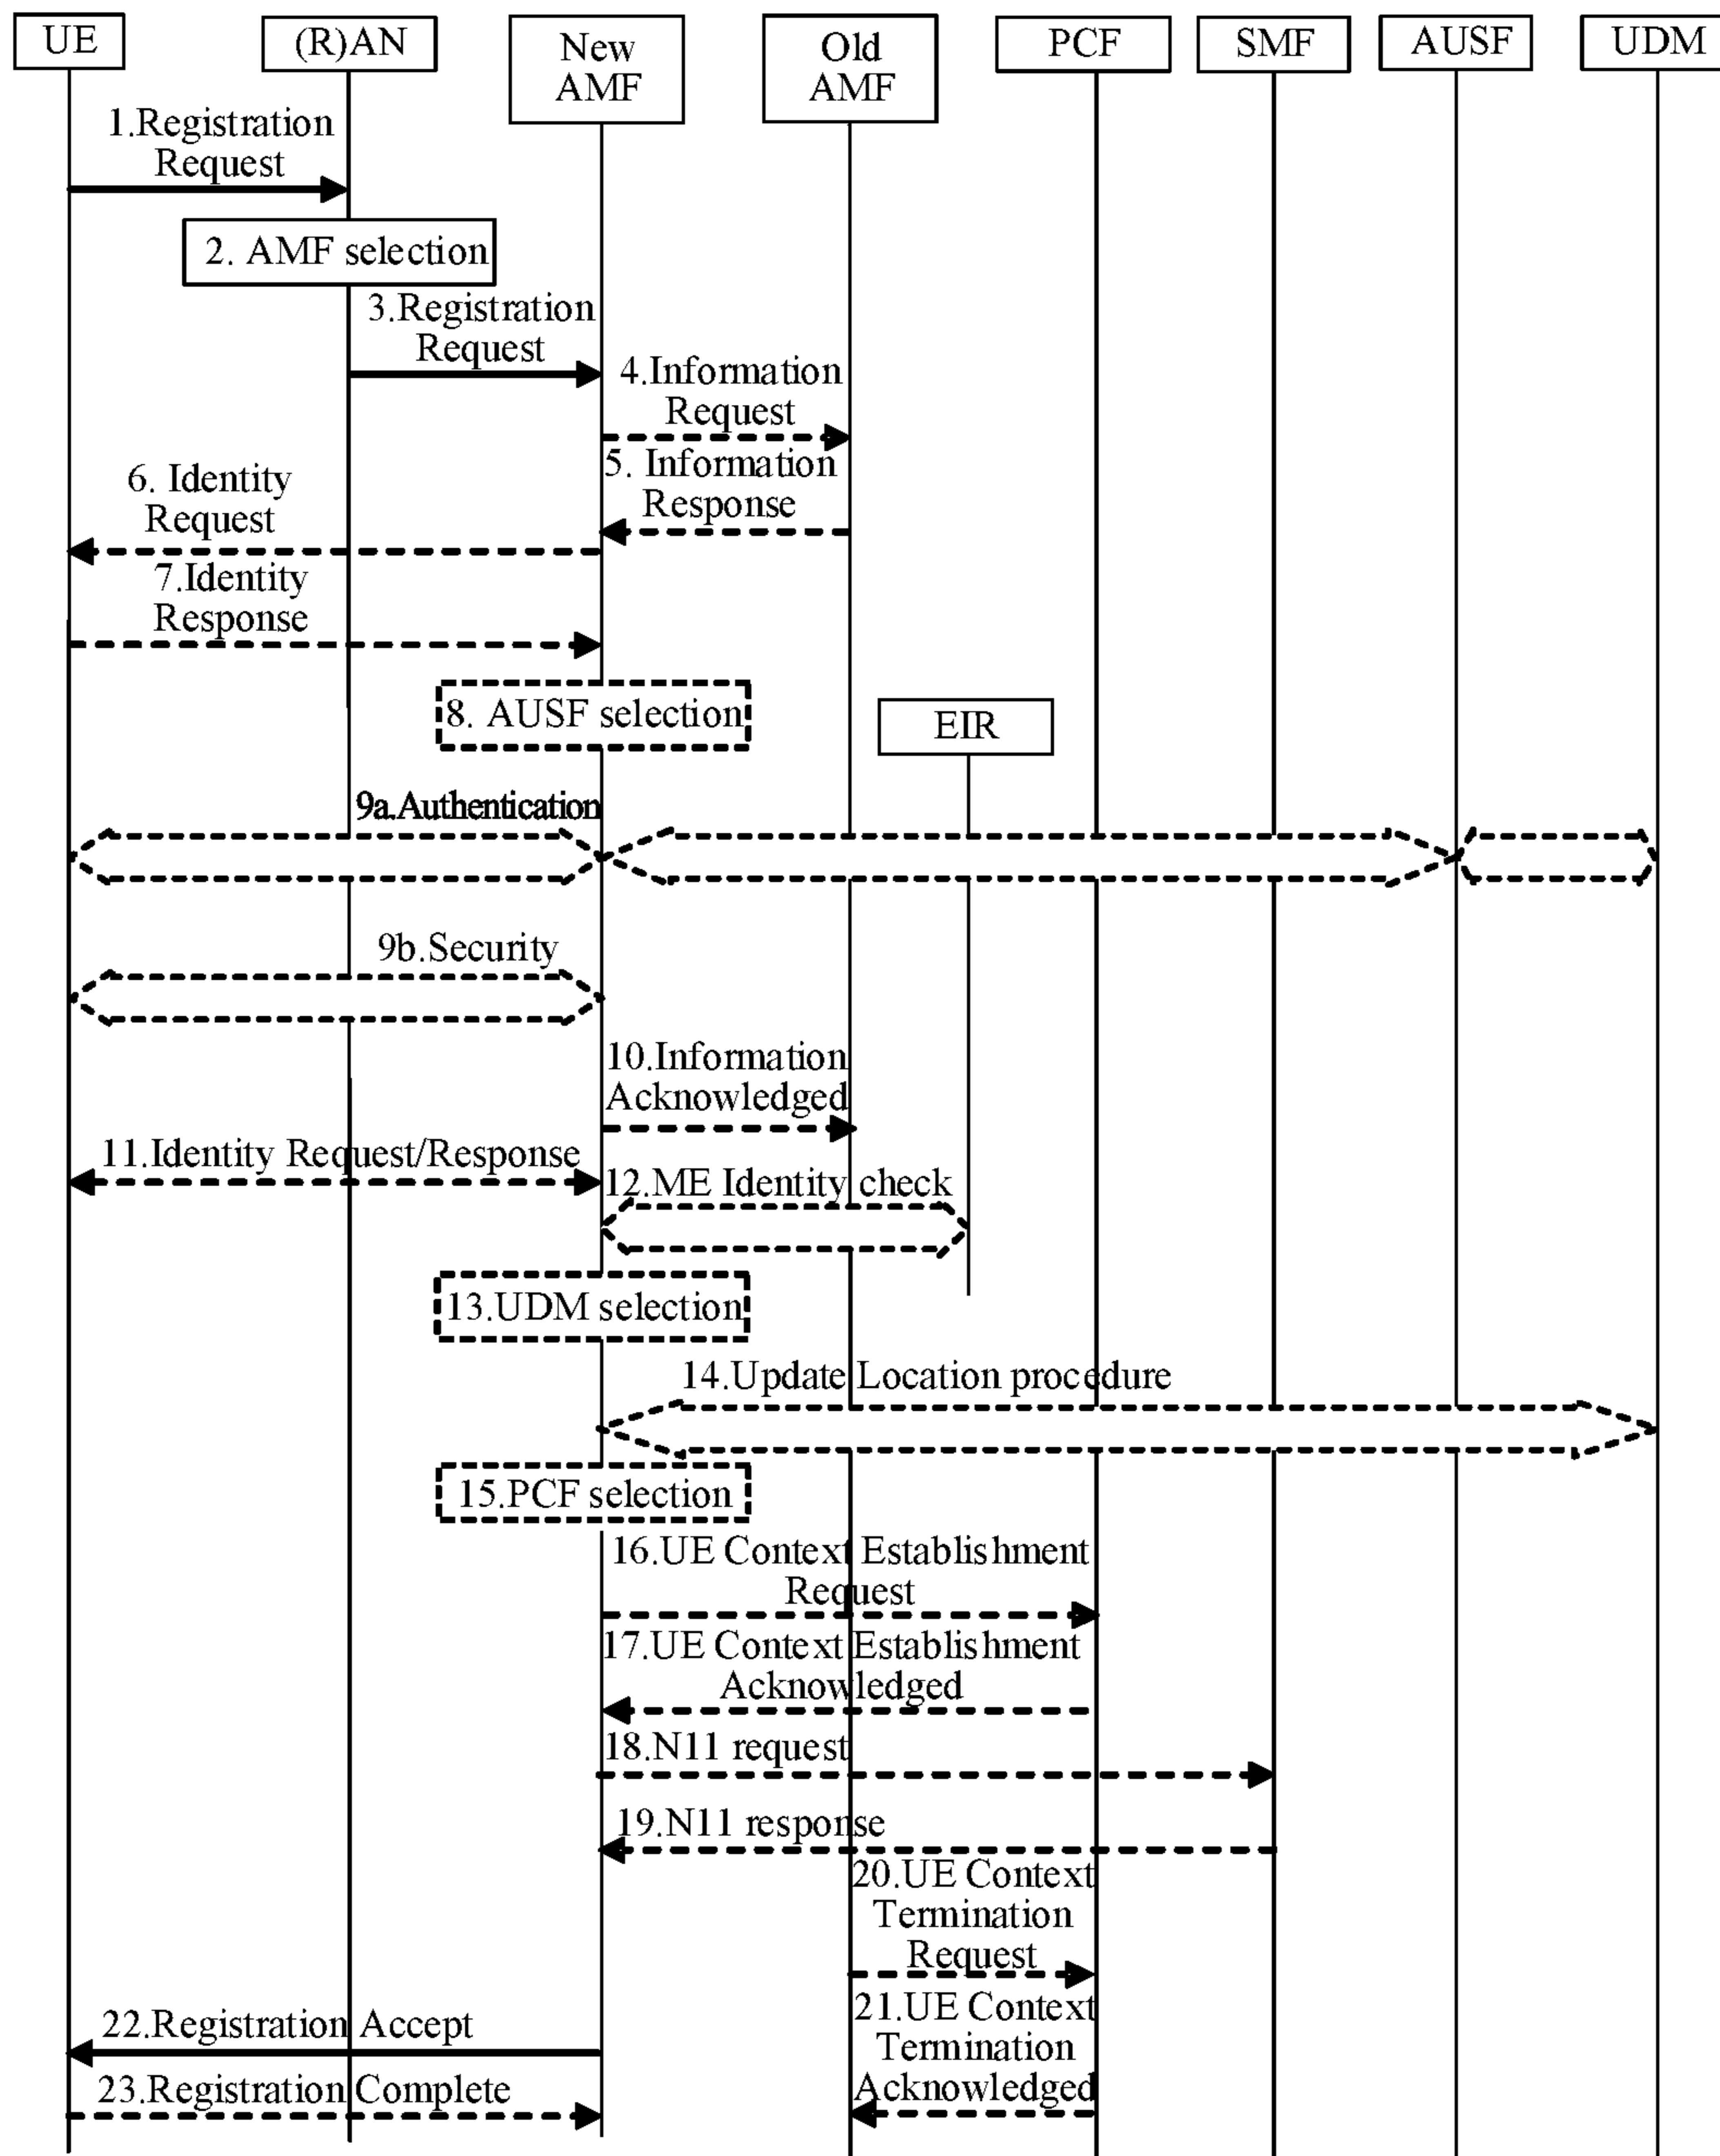 UE
(R)AN
New
AMF
Old
AMF
PCF
SMF
AUSF
UDM
1.Registration
Request
2. AMF selection
3.Registration
Request
4.Information
Request
5. Information
Response
6. Identity
Request
7.Identity
Response
8. AUSF selection
EIR
9a.Authentication
9b.Security
10.Information
Acknowledged
11.Identity Request/Response
12.ME Identity check
13.UDM selection
14.Update Location procedure
15.PCF selection
16.UE Context Establishment
Request
17.UE Context Establishment
Acknowledged
18.N11 request
19.N11 response
20.UE Context
Termination
Request
21.UE Context
Termination
Acknowledged
22.Registration Accept
23.Registration Complete